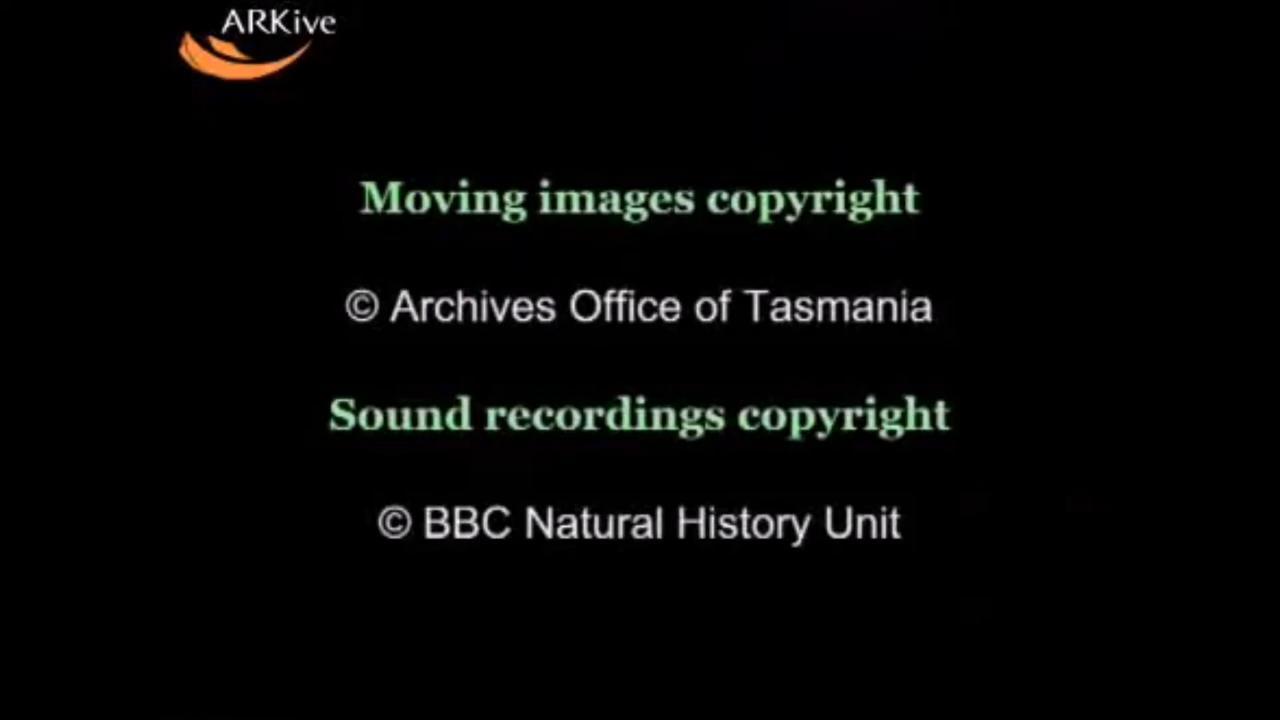 ARKive
Moving images copyright
© Archives Office of Tasmania
Sound recordings copyright
© BBC Natural History Unit